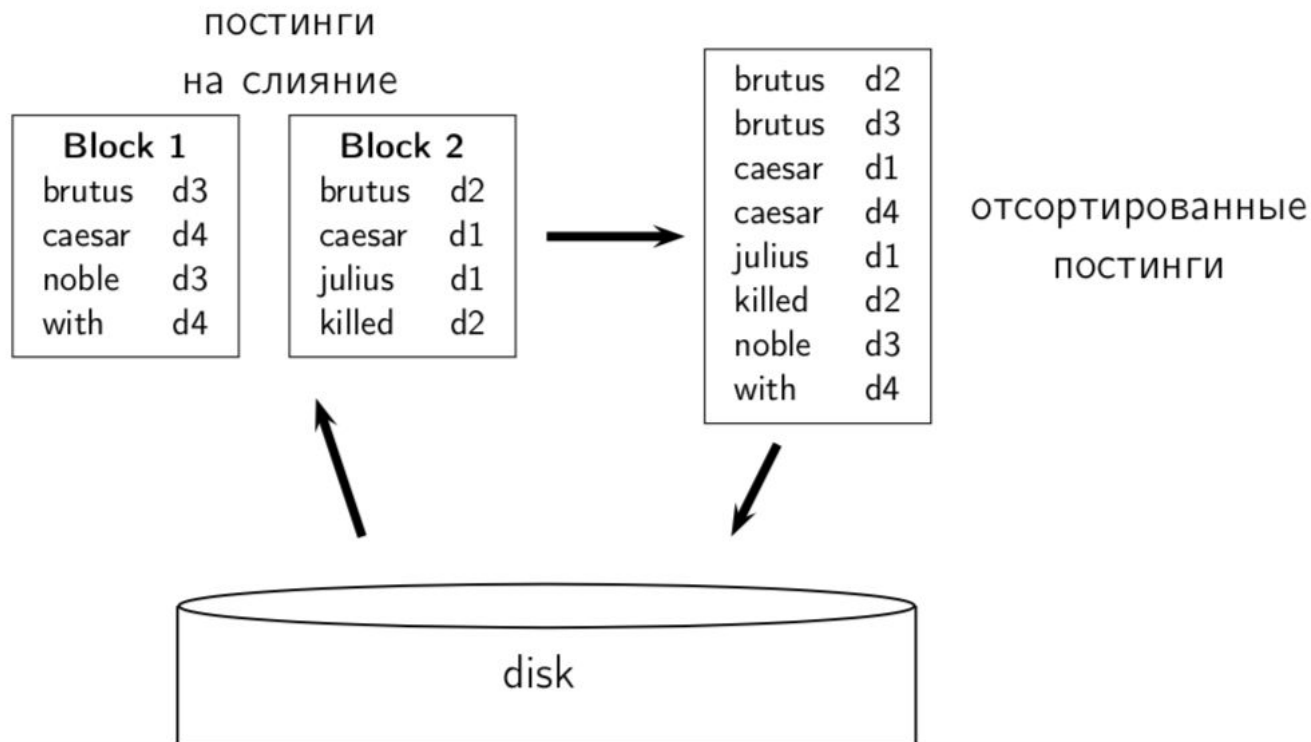 постинги
на слияние
Block 1
brutus d3
caesar d4
noble d3
with d4
Block 2
brutus d2
caesar d1
julius d1
killed d2
brutus d2
brutus d3
caesar d1
caesar d4
julius d1
killed d2
noble d3
with d4
отсортированные
постинги
disk